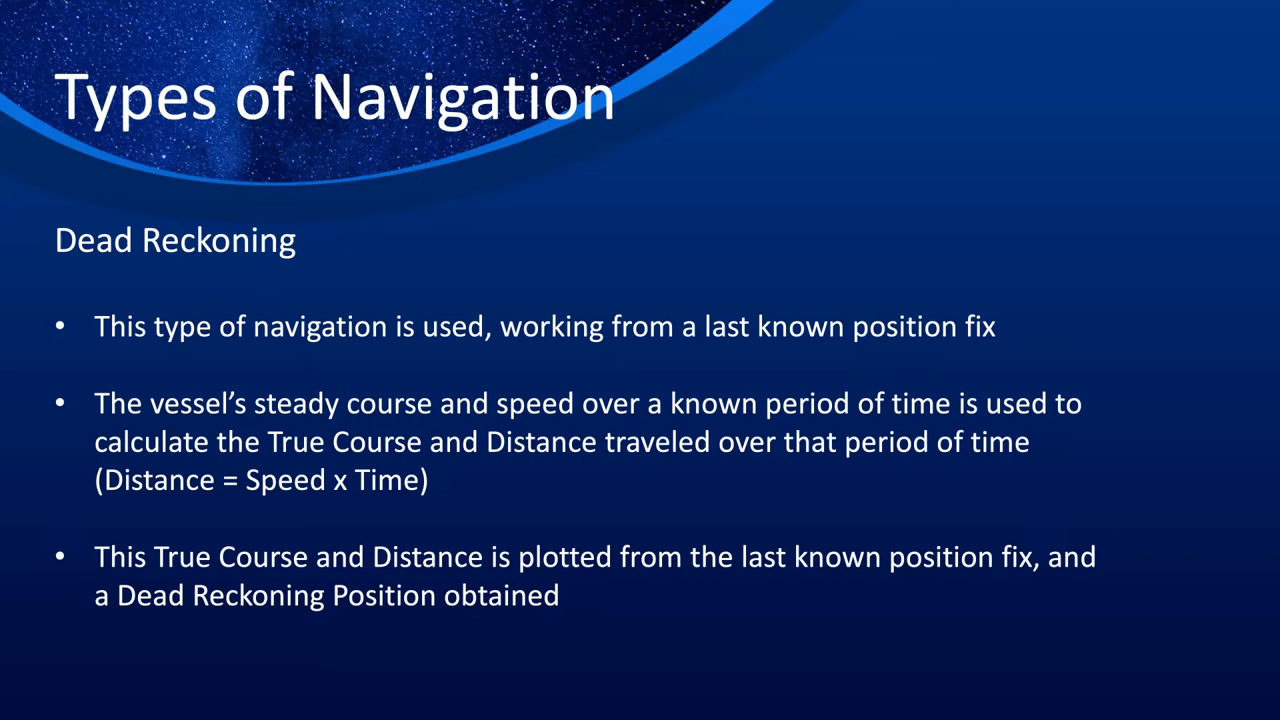 Types of Navigation
Dead Reckoning
• This type of navigation is used, working from a last known position fix
• The vessel’s steady course and speed over a known period of time is used to
calculate the True Course and Distance traveled over that period of time
(Distance = Speed x Time)
• This True Course and Distance is plotted from the last known position fix, and
a Dead Reckoning Position obtained